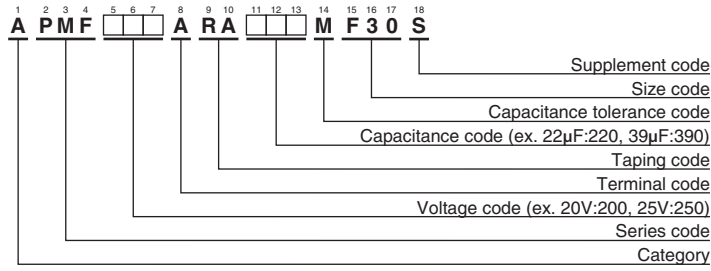 1 2 3 4 5 6 7 8 9 10 11 12 13 14 15 16 17 18
A PMF A RA M F30 S
Supplement code
Size code
Capacitance tolerance code
Capacitance code (ex. 22µF:220, 39µF:390)
Taping code
Terminal code
Voltage code (ex. 20V:200, 25V:250)
Series code
Category